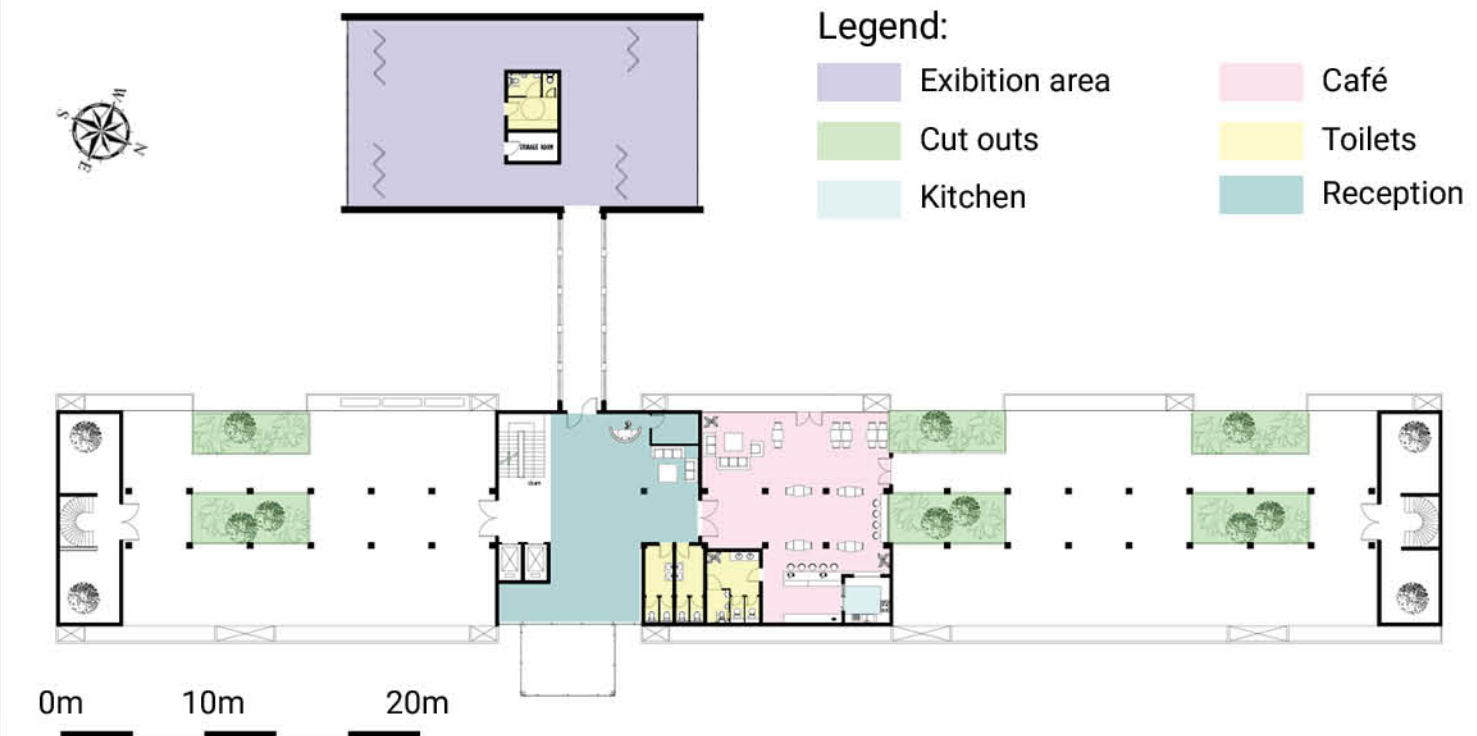 Legend:
Exibition area
Café
Cut outs
Toilets
Kitchen
Reception
W
S
N
E
STORAGE ROOM
0m
10m
20m